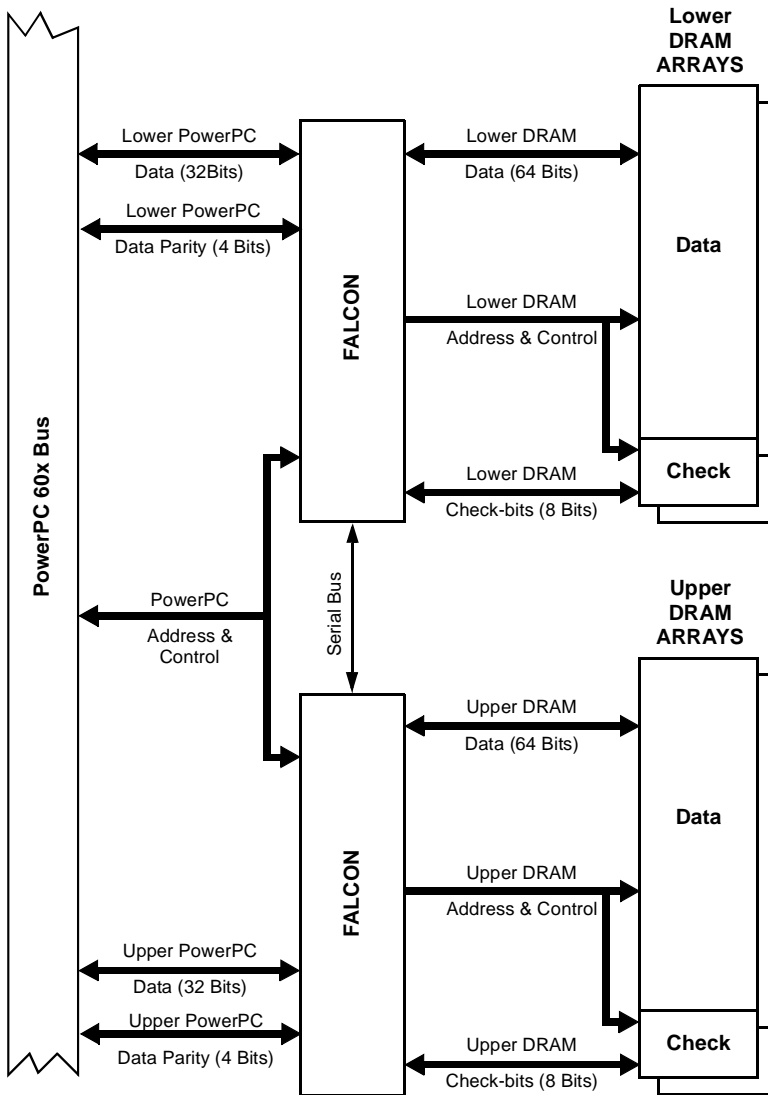 Lower
DRAM
ARRAYS
Lower PowerPC
Data (32Bits)
Lower DRAM
Data (64 Bits)
Lower PowerPC
Data Parity (4 Bits)
Data
FALCON
Lower DRAM
Address & Control
PowerPC 60x Bus
Check
Lower DRAM
Check-bits (8 Bits)
PowerPC
Address &
Control
Serial Bus
Upper
DRAM
ARRAYS
Upper DRAM
Data (64 Bits)
Data
FALCON
Upper DRAM
Address & Control
Upper PowerPC
Data (32 Bits)
Upper PowerPC
Data Parity (4 Bits)
Check
Upper DRAM
Check-bits (8 Bits)